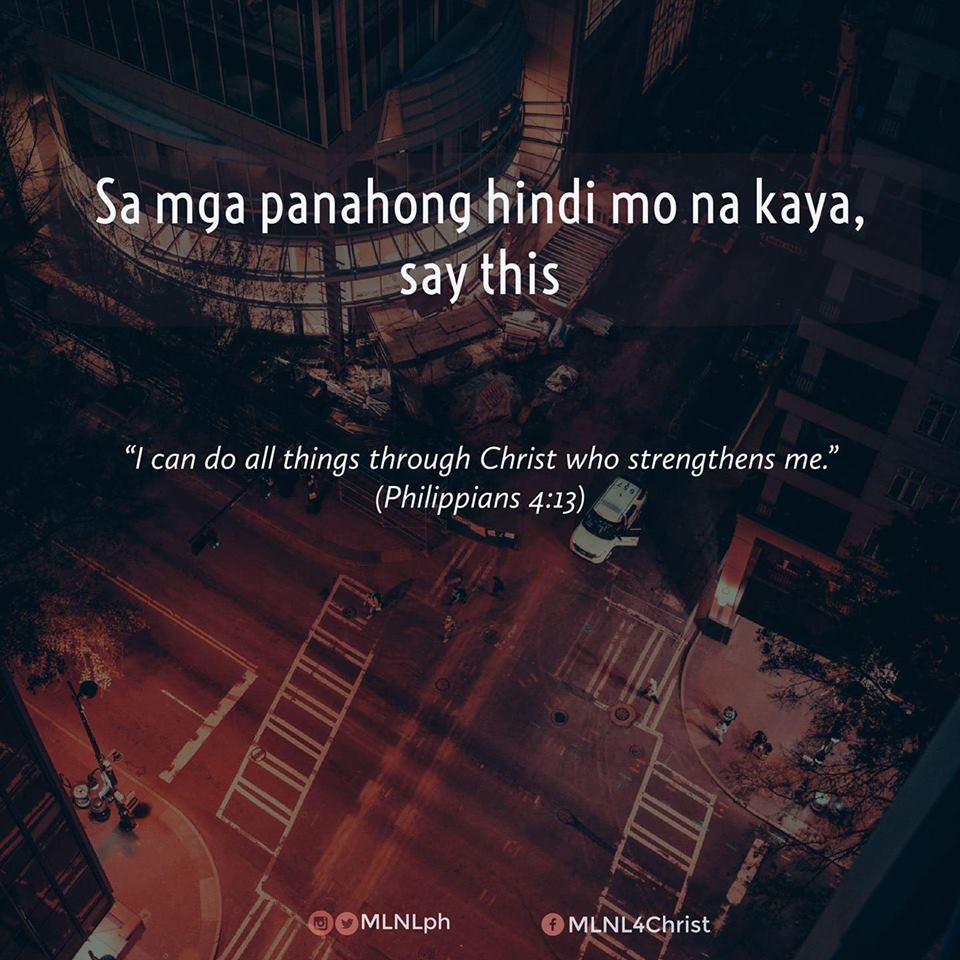 Sa mga panahong hindi mo na kaya,
say this
“I can do all things through Christ who strengthens me.”
(Philippians 4:13)
MLNLph MLNL4Christ